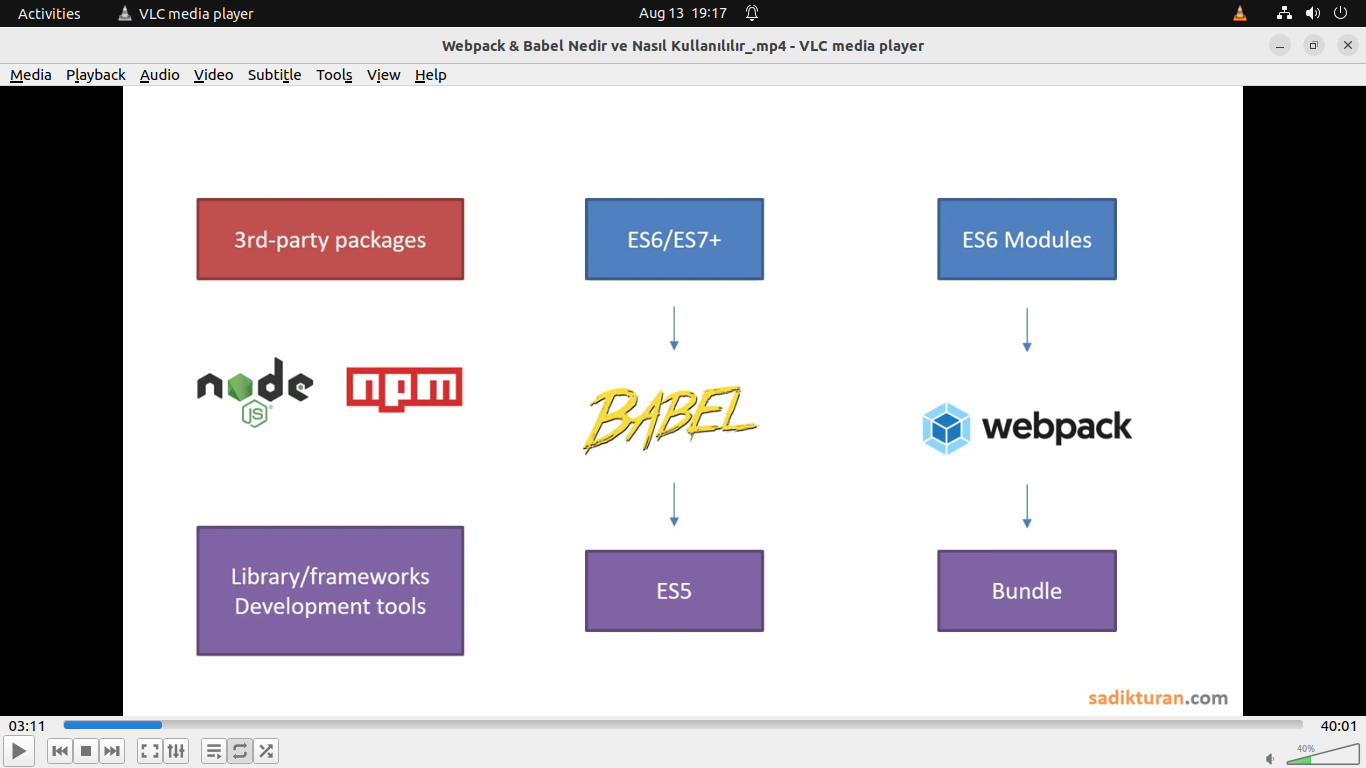 Activities
VLC media player
Aug 13 19:17
Webpack & Babel Nedir ve Nasıl Kullanılılır_.mp4 - VLC media player
Media Playback Audio Video Subtitle Tools View Help
3rd-party packages
ES6/ES7+
ES6 Modules
node
JS
npm
BABEL
webpack
Library/frameworks
Development tools
ES5
Bundle
sadikturan.com
03:11
40:01
40%